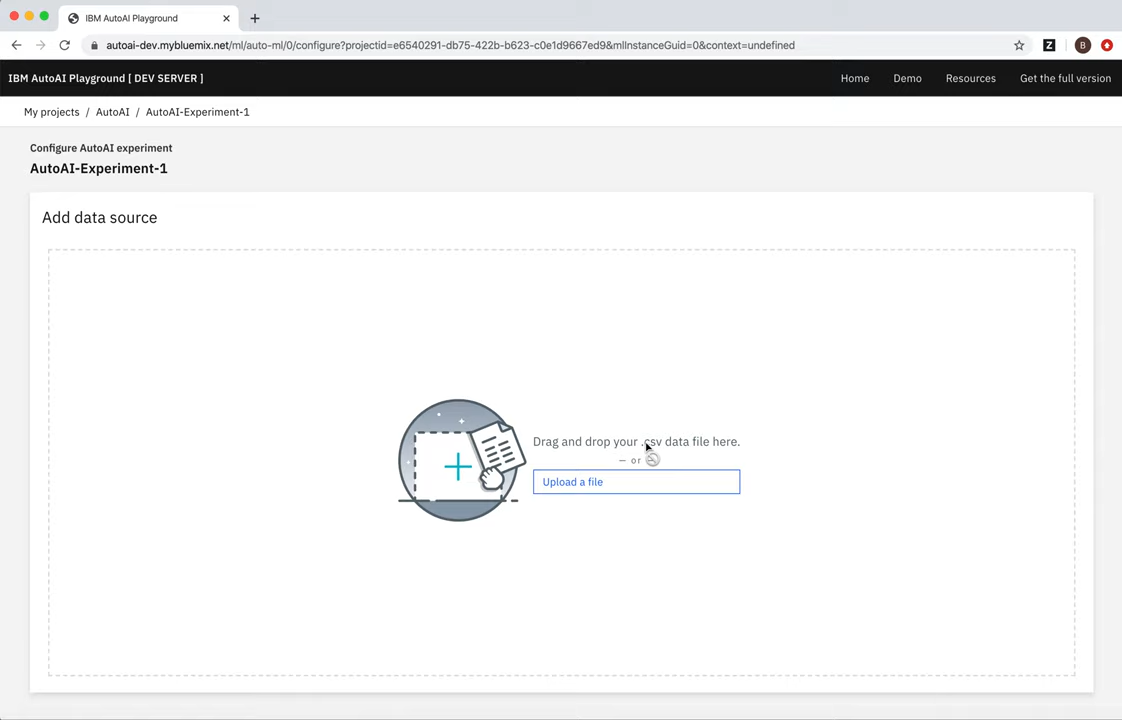 IBM AutoAI Playground
autoai-dev.mybluemix.net/ml/auto-ml/0/configure?projectid=e6540291-db75-422b-b623-c0e1d9667ed9&mlInstanceGuid=0&context=undefined
Z
B
IBM AutoAI Playground [ DEV SERVER ]
Home
Demo
Resources
Get the full version
My projects / AutoAI / AutoAI-Experiment-1
Configure AutoAI experiment
AutoAI-Experiment-1
Add data source
Drag and drop your .csv data file here.
— or —
Upload a file